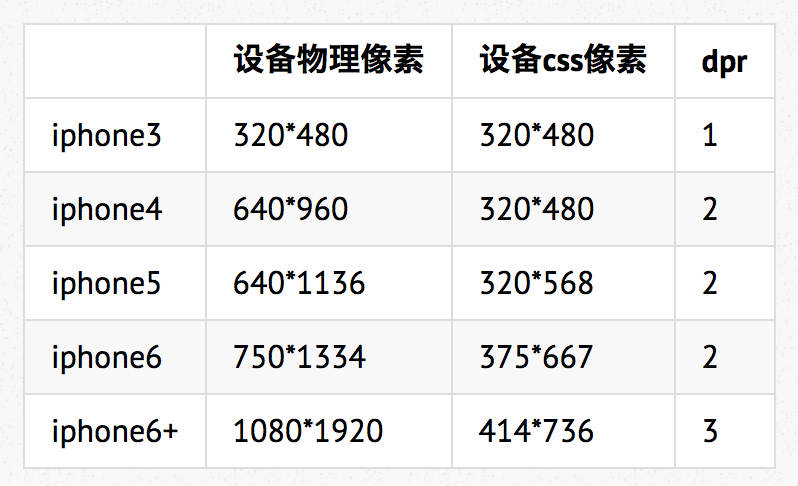 设备物理像素 设备css像素 dpr
iphone3 320*480 320*480 1
iphone4 640*960 320*480 2
iphone5 640*1136 320*568 2
iphone6 750*1334 375*667 2
iphone6+ 1080*1920 414*736 3